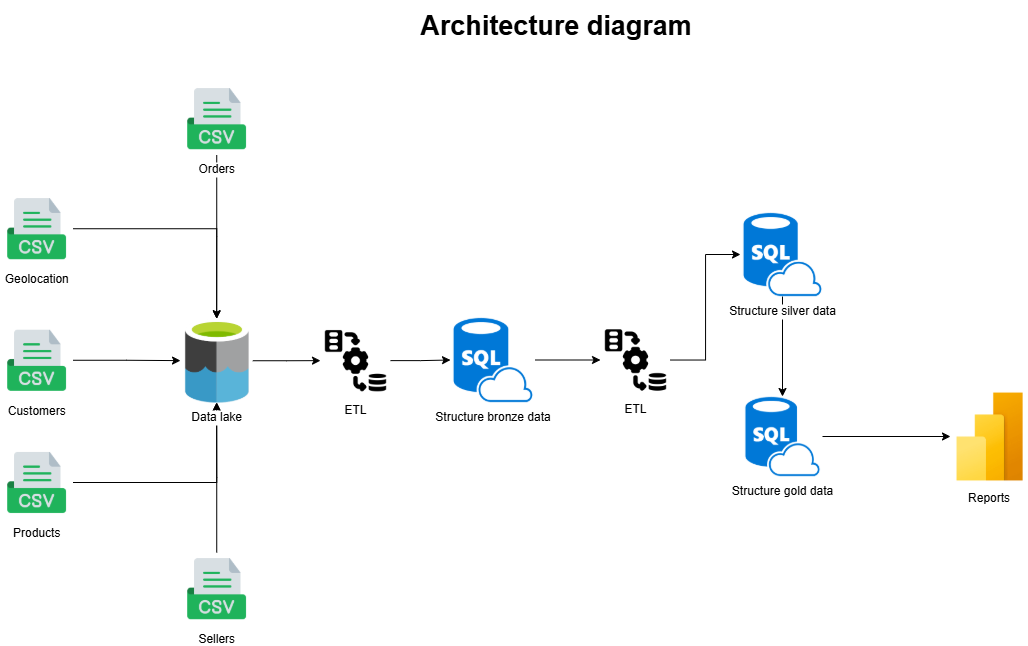 Architecture diagram
CSV
Orders
CSV
Geolocation
CSV
Customers
Data lake
ETL
SQL
Structure bronze data
ETL
SQL
Structure silver data
SQL
Structure gold data
Reports
CSV
Products
CSV
Sellers